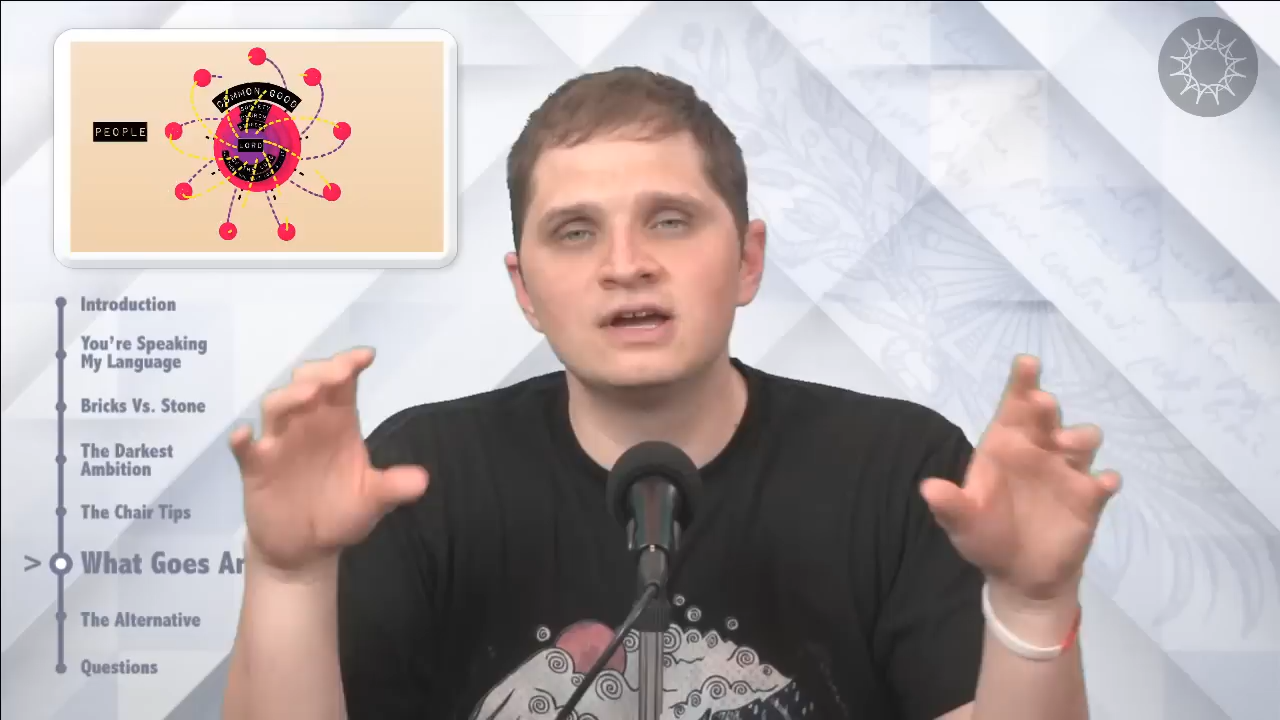 COMMON GOOD
PEOPLE
LORD
Introduction
You're Speaking
My Language
Bricks Vs. Stone
The Darkest
Ambition
The Chair Tips
> What Goes Ar
The Alternative
Questions